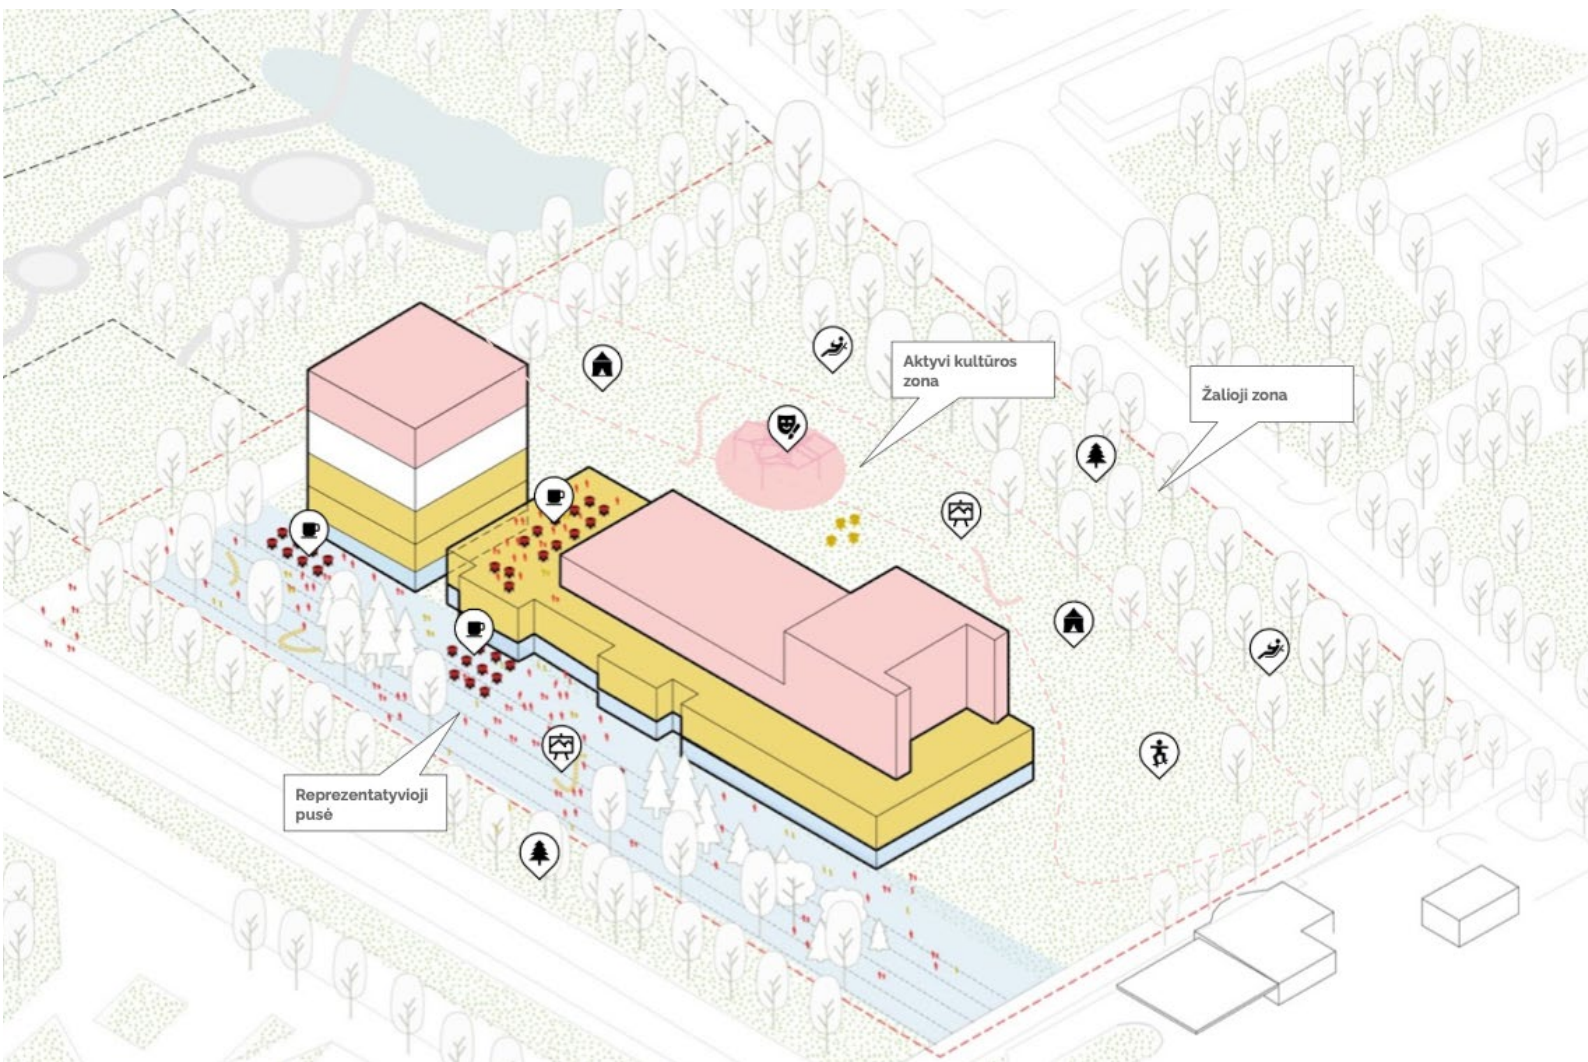 Aktyvi kultūros
zona
Žalioji zona
Reprezentatyvioji
pusė